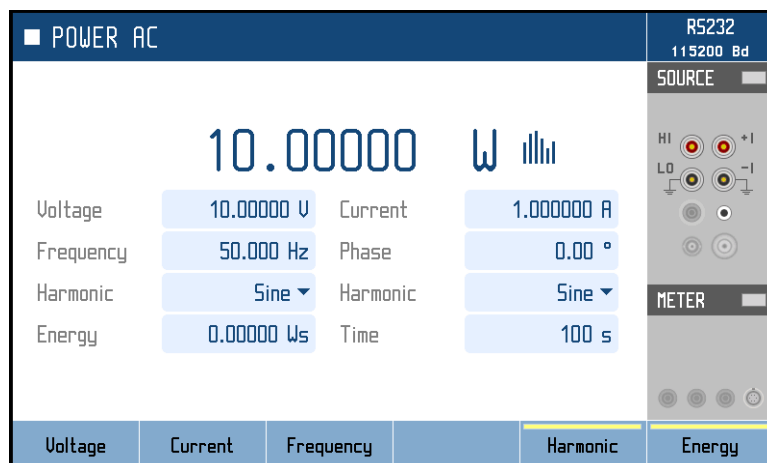 POWER AC
RS232
115200 Bd
SOURCE
HI +I
LO -I
10.00000 W
Voltage 10.00000 V Current 1.000000 A
Frequency 50.000 Hz Phase 0.00 °
Harmonic Sine Harmonic Sine
Energy 0.00000 Ws Time 100 s
METER
Voltage Current Frequency Harmonic Energy